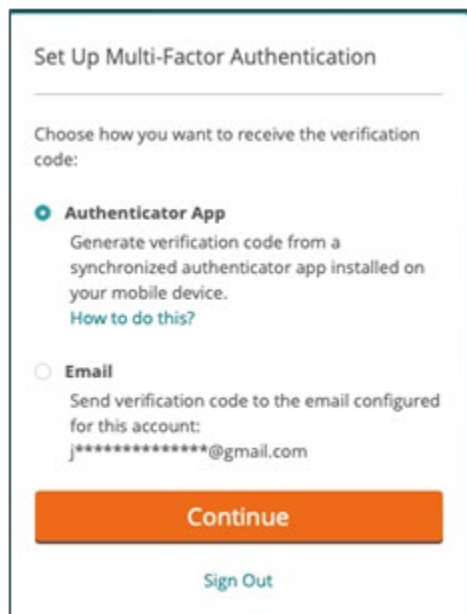 Set Up Multi-Factor Authentication
Choose how you want to receive the verification
code:
Authenticator App
Generate verification code from a
synchronized authenticator app installed on
your mobile device.
How to do this?
Email
Send verification code to the email configured
for this account:
j**************@gmail.com
Continue
Sign Out